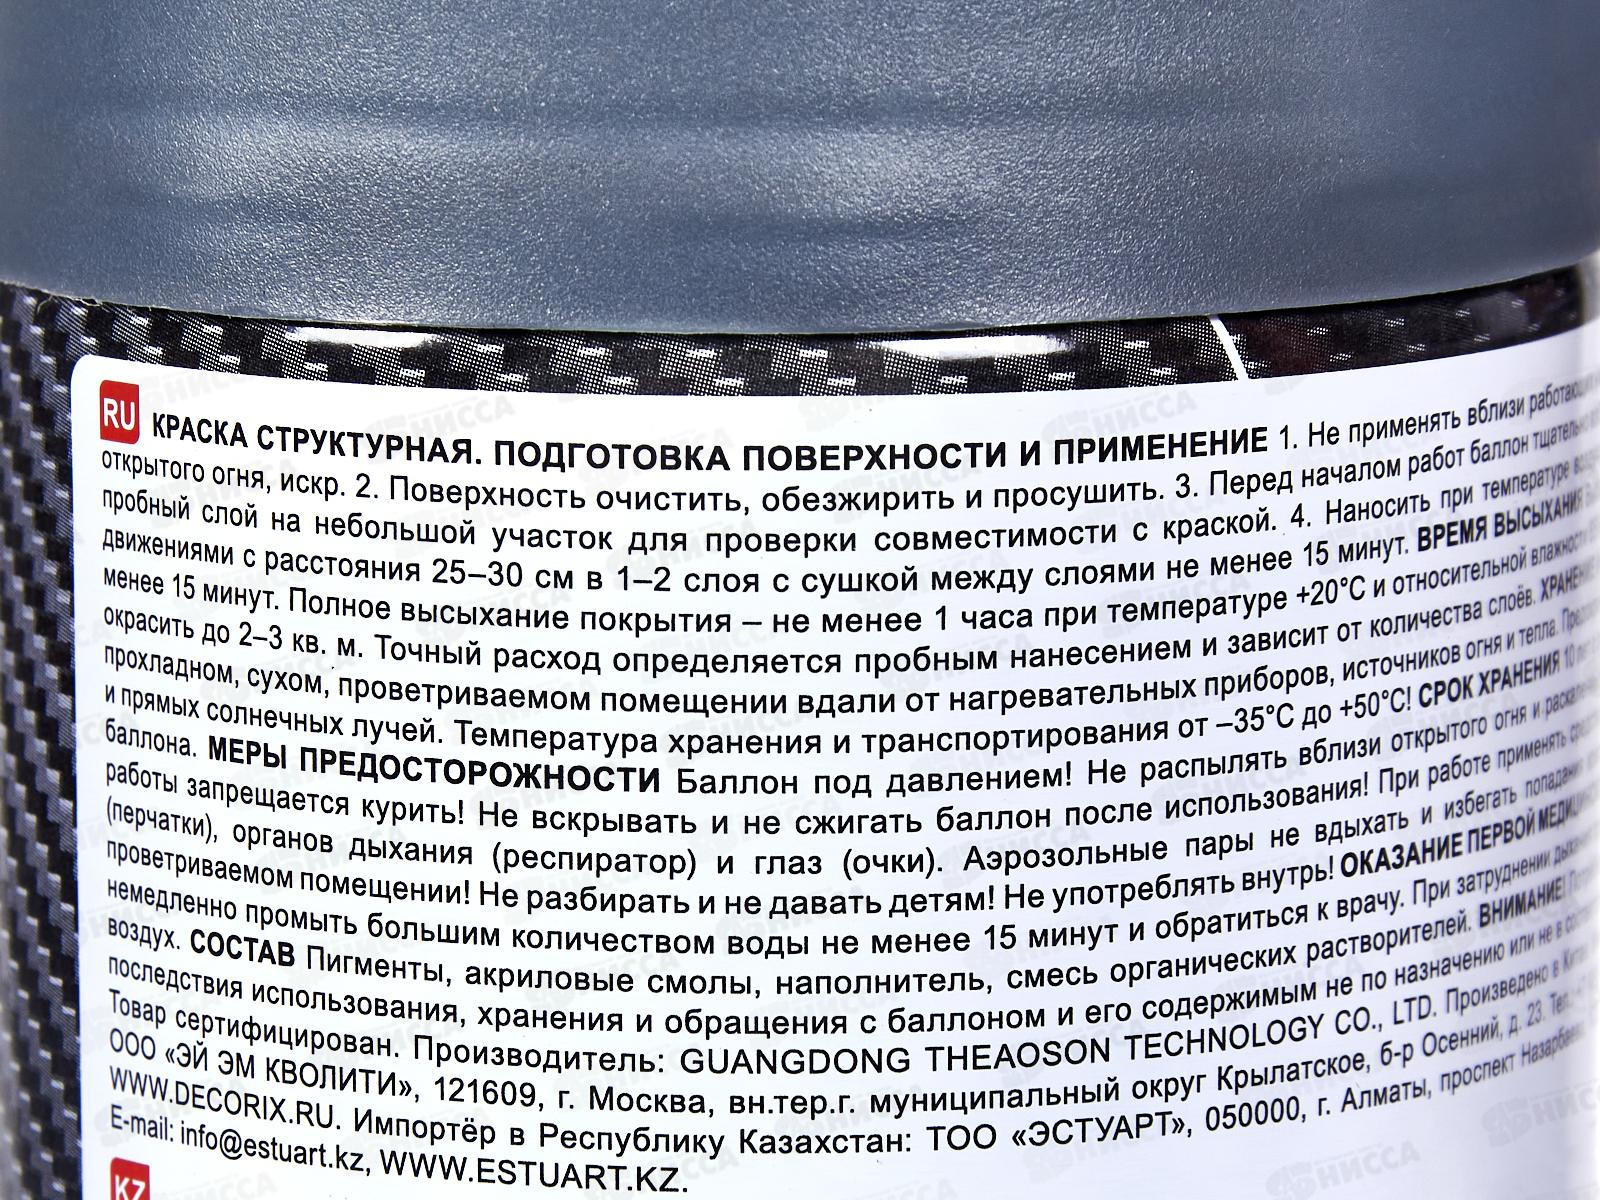 RU КРАСКА СТРУКТУРНАЯ. ПОДГОТОВКА ПОВЕРХНОСТИ И ПРИМЕНЕНИЕ 1. Не применять вблизи
открытого огня, искр. 2. Поверхность очистить, обезжирить и просушить. 3. Перед началом работ баллон
пробный слой на небольшой участок для проверки совместимости с краской. 4. Наносить при температуре
движениями с расстояния 25–30 см в 1–2 слоя с сушкой между слоями не менее 15 минут. ВРЕМЯ ВЫСЫХАНИЯ
менее 15 минут. Полное высыхание покрытия – не менее 1 часа при температуре +20°С и относительной влажности
окрасить до 2–3 кв. м. Точный расход определяется пробным нанесением и зависит от количества слоёв. ХРАНЕНИЕ
прохладном, сухом, проветриваемом помещении вдали от нагревательных приборов, источников огня и тепла.
и прямых солнечных лучей. Температура хранения и транспортирования от –35°С до +50°С! СРОК ХРАНЕНИЯ 10
баллона. МЕРЫ ПРЕДОСТОРОЖНОСТИ Баллон под давлением! Не распылять вблизи открытого огня и
работы запрещается курить! Не вскрывать и не сжигать баллон после использования! При работе применять
(перчатки), органов дыхания (респиратор) и глаз (очки). Аэрозольные пары не вдыхать и избегать
проветриваемом помещении! Не разбирать и не давать детям! Не употреблять внутрь! ОКАЗАНИЕ ПЕРВОЙ
немедленно промыть большим количеством воды не менее 15 минут и обратиться к врачу. При затруднении
воздух. СОСТАВ Пигменты, акриловые смолы, наполнитель, смесь органических растворителей. ВНИМАНИЕ!
последствия использования, хранения и обращения с баллоном и его содержимым не по назначению или не в
Товар сертифицирован. Производитель: GUANGDONG THEAOSON TECHNOLOGY CO., LTD. Произведено в
ООО «ЭЙ ЭМ КВОЛИТИ», 121609, г. Москва, вн.тер.г. муниципальный округ Крылатское, б-р Осенний, д. 23. Тел.:
WWW.DECORIX.RU. Импортёр в Республику Казахстан: ТОО «ЭСТУАРТ», 050000, г. Алматы, проспект
E-mail: info@estuart.kz, WWW.ESTUART.KZ.
KZ